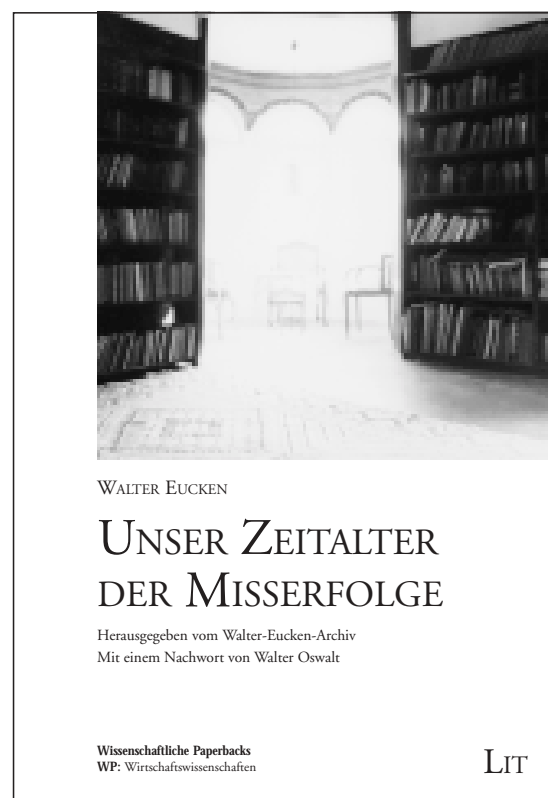 WALTER EUCKEN
UNSER ZEITALTER
DER MISSERFOLGE
Herausgegeben vom Walter-Eucken-Archiv
Mit einem Nachwort von Walter Oswalt
Wissenschaftliche Paperbacks
WP: Wirtschaftswissenschaften
LIT